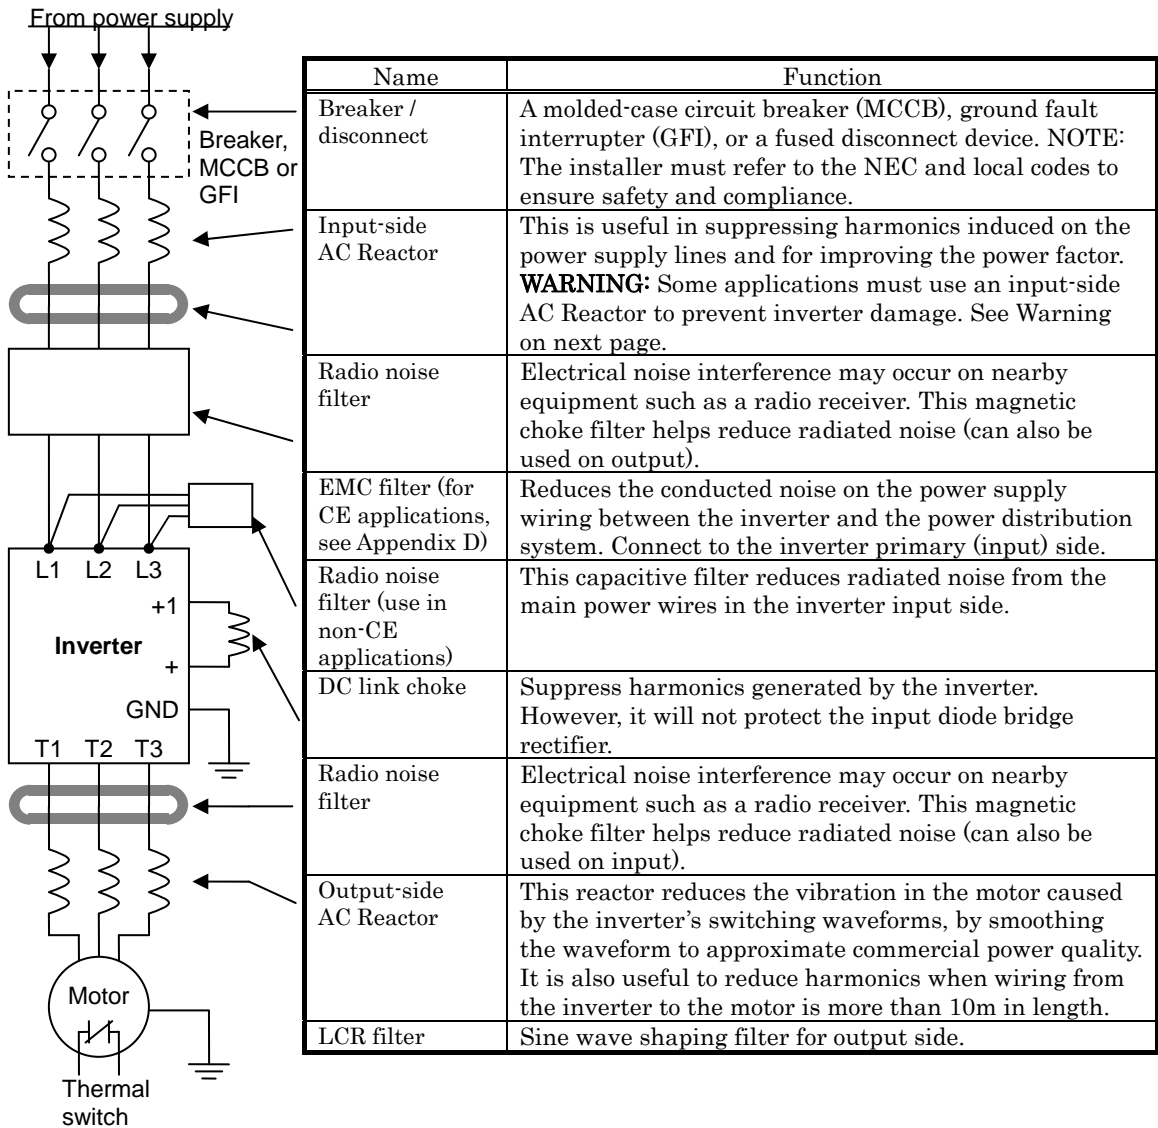 From power supply
Breaker,
MCCB or
GFI
L1 L2 L3
+1
Inverter
+
GND
T1 T2 T3
Motor
Thermal
switch
Name Function
Breaker /
disconnect
A molded-case circuit breaker (MCCB), ground fault
interrupter (GFI), or a fused disconnect device. NOTE:
The installer must refer to the NEC and local codes to
ensure safety and compliance.
Input-side
AC Reactor
This is useful in suppressing harmonics induced on the
power supply lines and for improving the power factor.
WARNING: Some applications must use an input-side
AC Reactor to prevent inverter damage. See Warning
on next page.
Radio noise
filter
Electrical noise interference may occur on nearby
equipment such as a radio receiver. This magnetic
choke filter helps reduce radiated noise (can also be
used on output).
EMC filter (for
CE applications,
see Appendix D)
Reduces the conducted noise on the power supply
wiring between the inverter and the power distribution
system. Connect to the inverter primary (input) side.
Radio noise
filter (use in
non-CE
applications)
This capacitive filter reduces radiated noise from the
main power wires in the inverter input side.
DC link choke
Suppress harmonics generated by the inverter.
However, it will not protect the input diode bridge
rectifier.
Radio noise
filter
Electrical noise interference may occur on nearby
equipment such as a radio receiver. This magnetic
choke filter helps reduce radiated noise (can also be
used on input).
Output-side
AC Reactor
This reactor reduces the vibration in the motor caused
by the inverter's switching waveforms, by smoothing
the waveform to approximate commercial power quality.
It is also useful to reduce harmonics when wiring from
the inverter to the motor is more than 10m in length.
LCR filter
Sine wave shaping filter for output side.